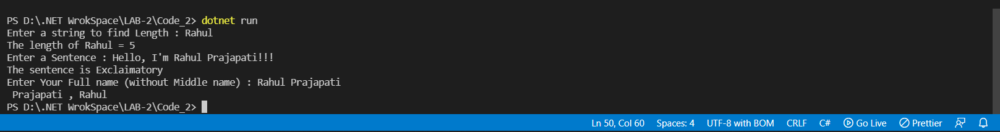 PS D:\.NET WrokSpace\LAB-2\Code_2> dotnet run
Enter a string to find Length : Rahul
The length of Rahul = 5
Enter a Sentence : Hello, I'm Rahul Prajapati!!!
The sentence is Exclaimatory
Enter Your Full name (without Middle name) : Rahul Prajapati
 Prajapati , Rahul
PS D:\.NET WrokSpace\LAB-2\Code_2>
Ln 50, Col 60 Spaces: 4 UTF-8 with BOM CRLF C# Go Live Prettier